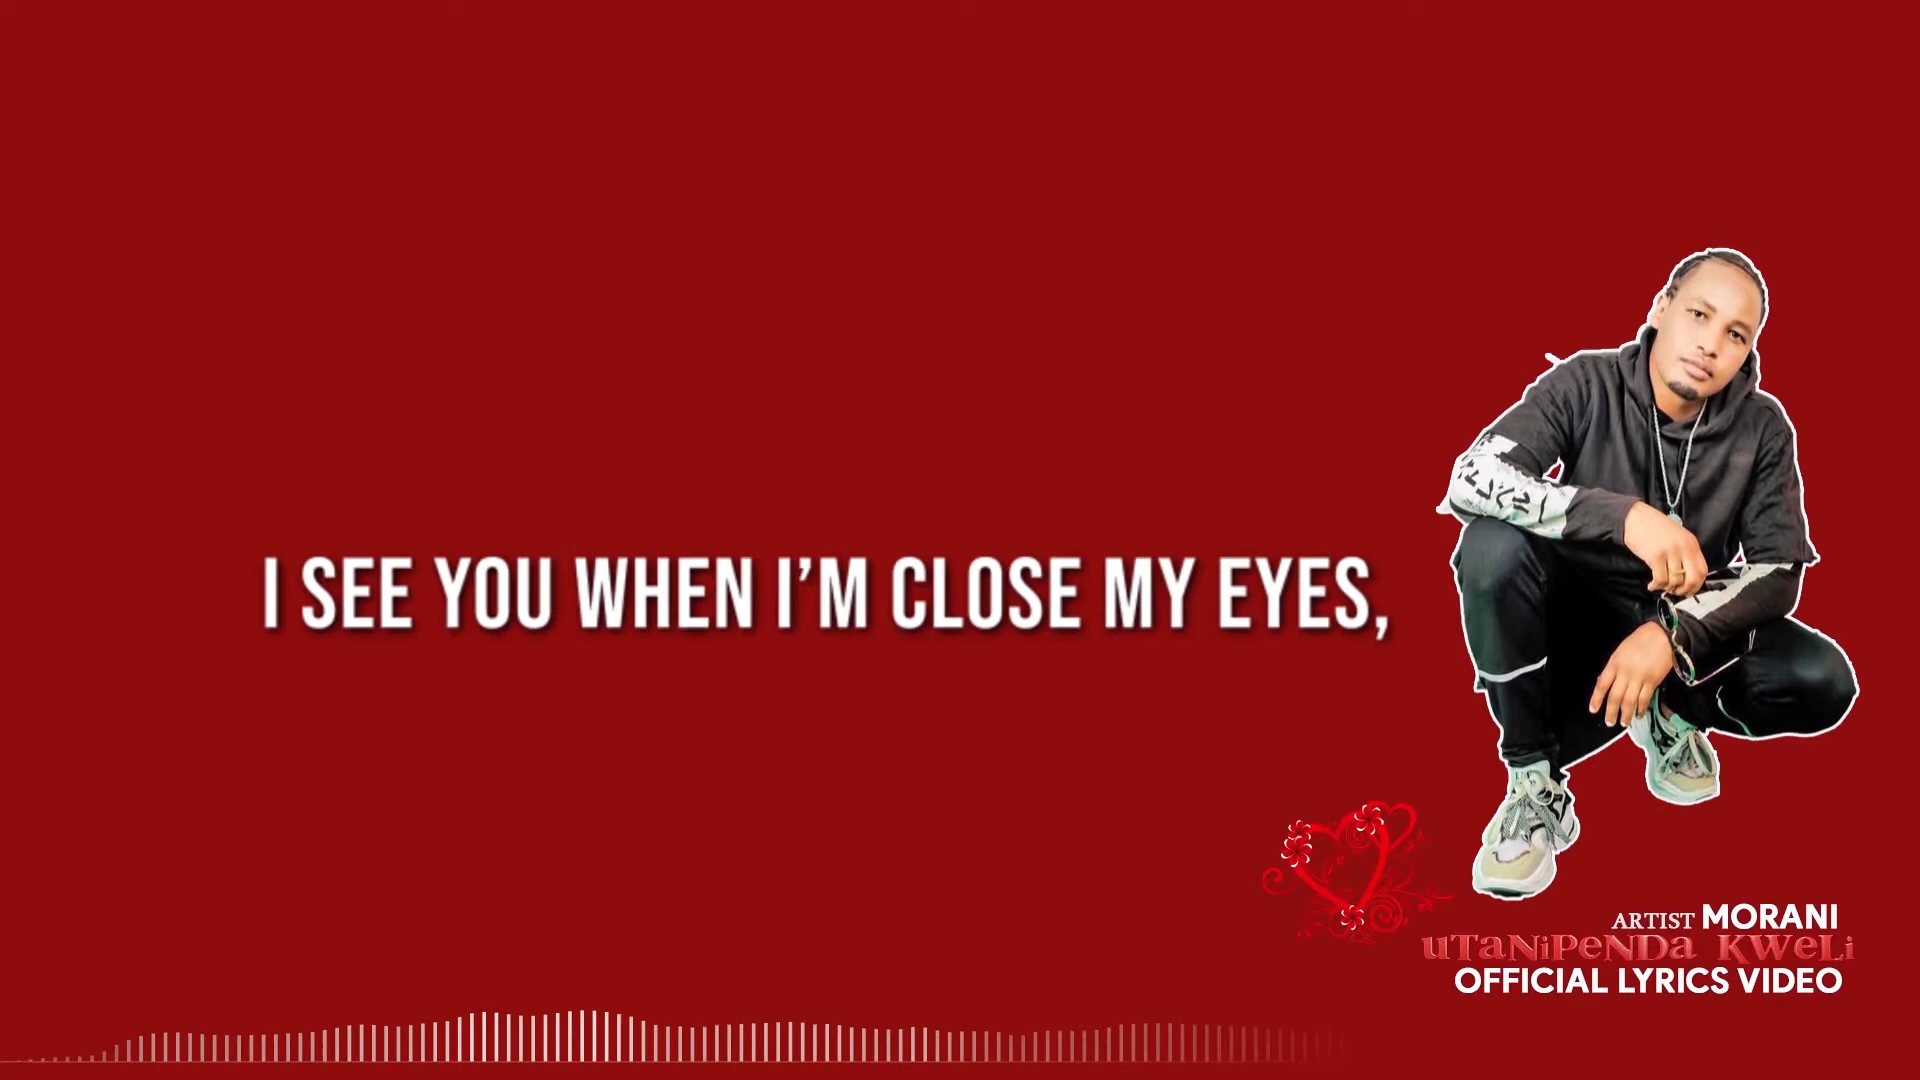 I SEE YOU WHEN I’M CLOSE MY EYES,
ARTIST MORANI
uTaNiPeNDa KWeLi
OFFICIAL LYRICS VIDEO